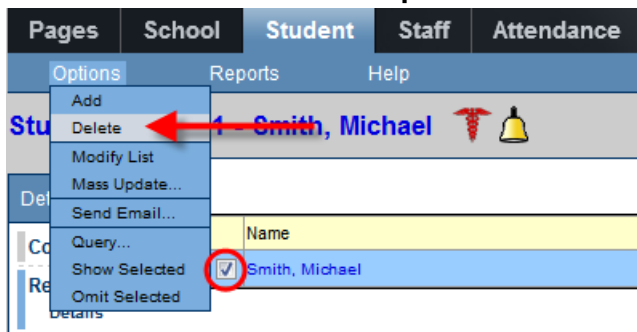 Pages School Student Staff Attendance
Options Reports Help
Stu 1 - Smith, Michael
Add
Delete
Modify List
Mass Update...
Send Email...
Query...
Show Selected
Omit Selected
Def
Co
Re
Details
Name
Smith, Michael